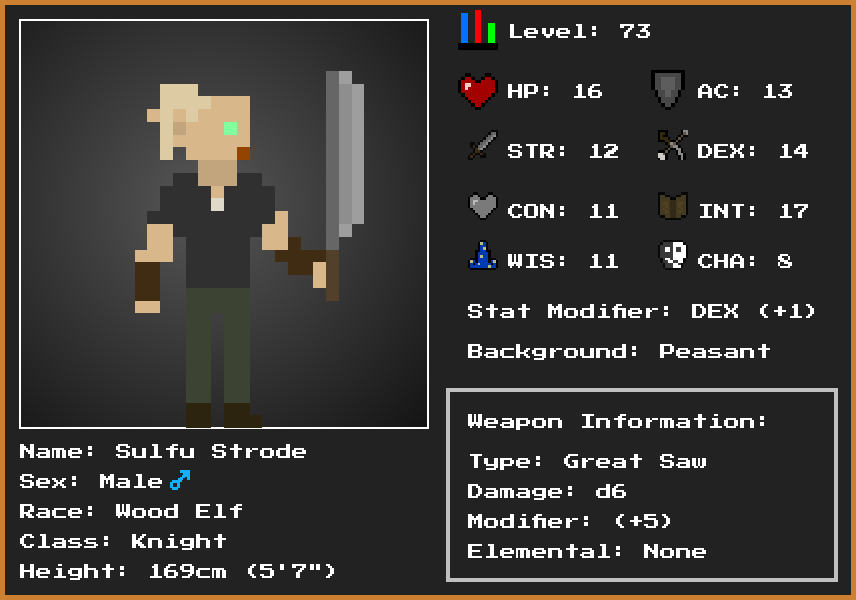 Level: 73
HP: 16
AC: 13
STR: 12
DEX: 14
CON: 11
INT: 17
WIS: 11
CHA: 8
Stat Modifier: DEX (+1)
Background: Peasant
Weapon Information:
Type: Great Saw
Damage: d6
Modifier: (+5)
Elemental: None
Name: Sulfu Strode
Sex: Male♂
Race: Wood Elf
Class: Knight
Height: 169cm (5'7")